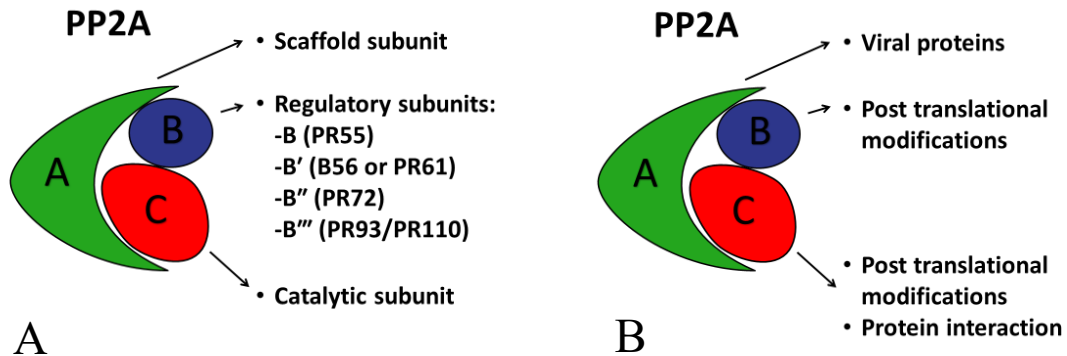 PP2A
• Scaffold subunit
• Regulatory subunits:
-B (PR55)
-B′ (B56 or PR61)
-B″ (PR72)
-B‴ (PR93/PR110)
• Catalytic subunit
A
B
C
A
PP2A
• Viral proteins
• Post translational
modifications
• Post translational
modifications
• Protein interaction
A
B
C
B